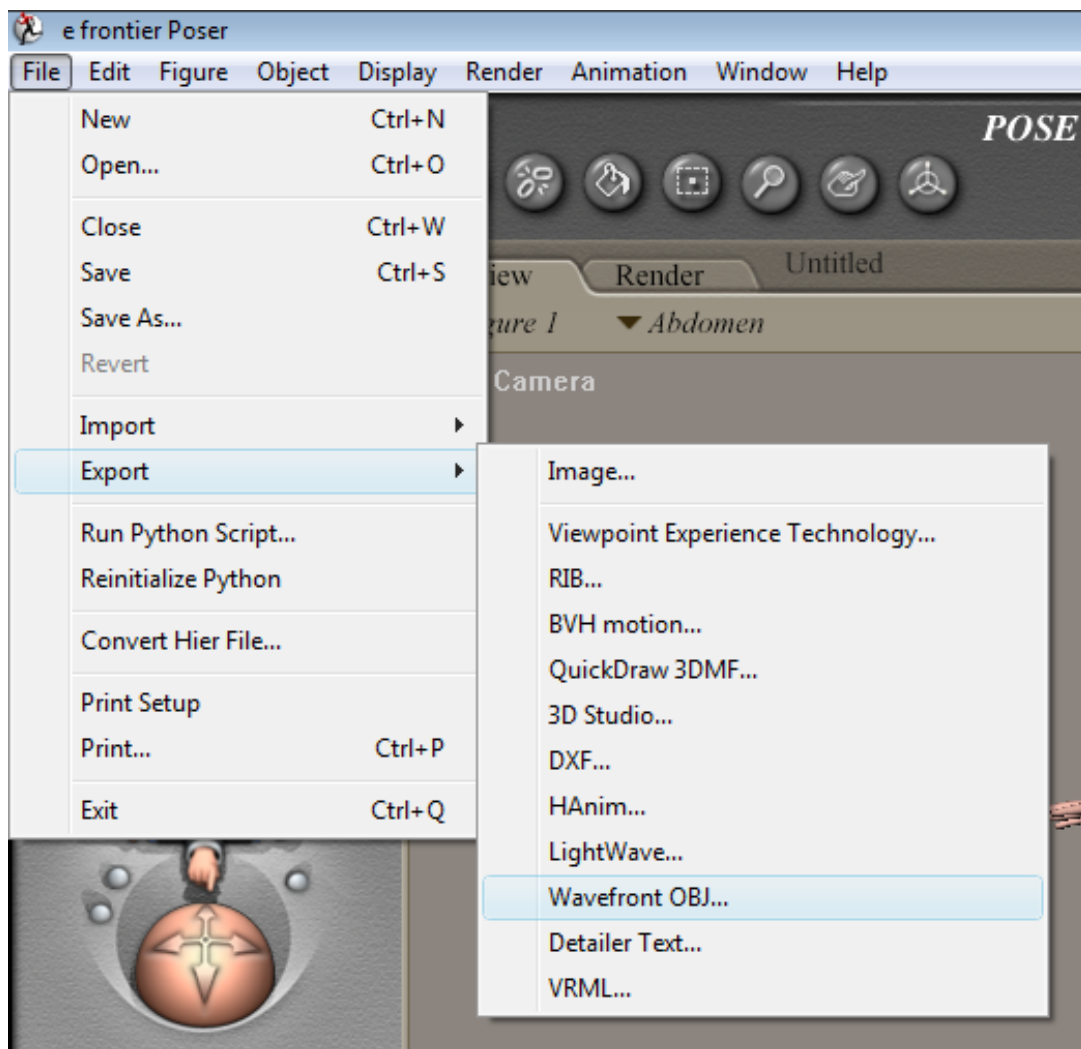 e frontier Poser
File Edit Figure Object Display Render Animation Window Help
New Ctrl+N
Open... Ctrl+O
Close Ctrl+W
Save Ctrl+S
Save As...
Revert
Import
Export
Run Python Script...
Reinitialize Python
Convert Hier File...
Print Setup
Print... Ctrl+P
Exit Ctrl+Q
POSE
Render Untitled
Abdomen
Camera
Image...
Viewpoint Experience Technology...
RIB...
BVH motion...
QuickDraw 3DMF...
3D Studio...
DXF...
HAnim...
LightWave...
Wavefront OBJ...
Detailer Text...
VRML...